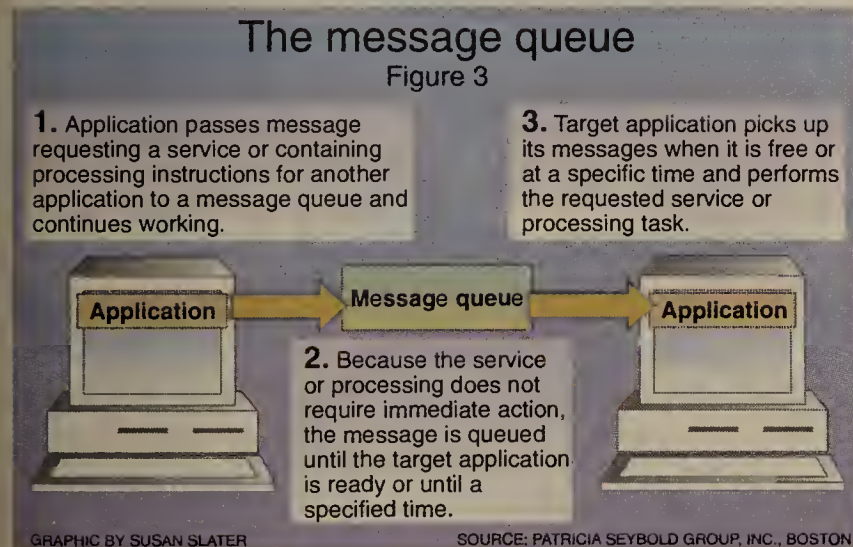 The message queue
Figure 3
1. Application passes message
requesting a service or containing
processing instructions for another
application to a message queue and
continues working.
3. Target application picks up
its messages when it is free or
at a specific time and performs
the requested service or
processing task.
Application
Message queue
Application
2. Because the service
or processing does not
require immediate action,
the message is queued
until the target application
is ready or until a
specified time.
GRAPHIC BY SUSAN SLATER
SOURCE: PATRICIA SEYBOLD GROUP, INC., BOSTON